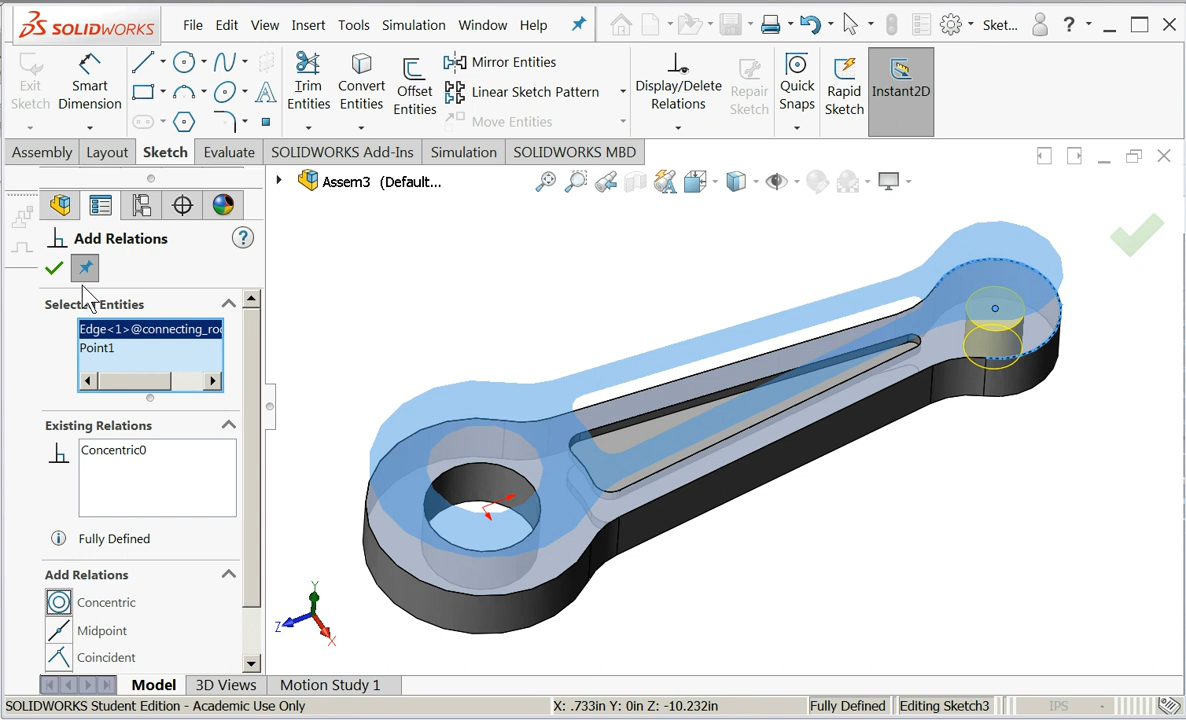 SOLIDWORKS File Edit View Insert Tools Simulation Window Help Sket... ?
Exit Sketch
Smart Dimension
Trim Entities
Convert Entities
Offset Entities
Mirror Entities
Linear Sketch Pattern
Move Entities
Display/Delete Relations
Repair Sketch
Quick Snaps
Rapid Sketch
Instant2D
Assembly Layout Sketch Evaluate SOLIDWORKS Add-Ins Simulation SOLIDWORKS MBD
Assem3 (Default...
Add Relations ?
Selected Entities
Edge<1>@connecting_roc
Point1
Existing Relations
Concentric0
Fully Defined
Add Relations
Concentric
Midpoint
Coincident
Y
Z
X
Model 3D Views Motion Study 1
SOLIDWORKS Student Edition - Academic Use Only X: .733in Y: 0in Z: -10.232in Fully Defined Editing Sketch3 IPS